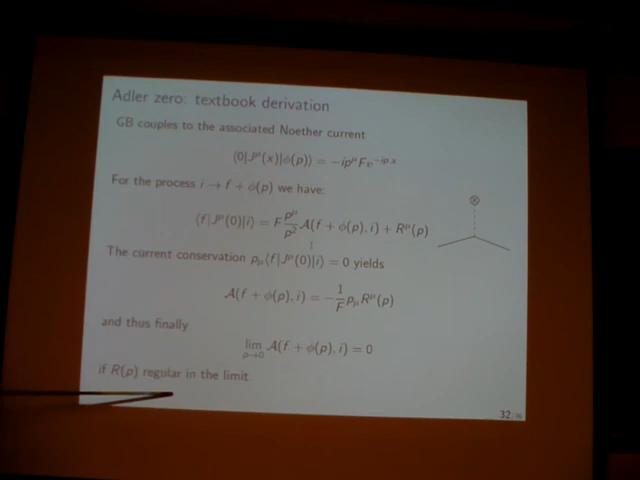 Adler zero: textbook derivation
GB couples to the associated Noether current
⟨0|J^μ(x)|ϕ(p)⟩ = −ip^μ F e^{−ip.x}
For the process i → f + ϕ(p) we have:
⟨f|J^μ(0)|i⟩ = F p^μ/p² A(f + ϕ(p), i) + R^μ(p)
The current conservation p_μ⟨f|J^μ(0)|i⟩ = 0 yields
A(f + ϕ(p), i) = −1/F p_μ R^μ(p)
and thus finally
lim_{p→0} A(f + ϕ(p), i) = 0
if R(p) regular in the limit
32